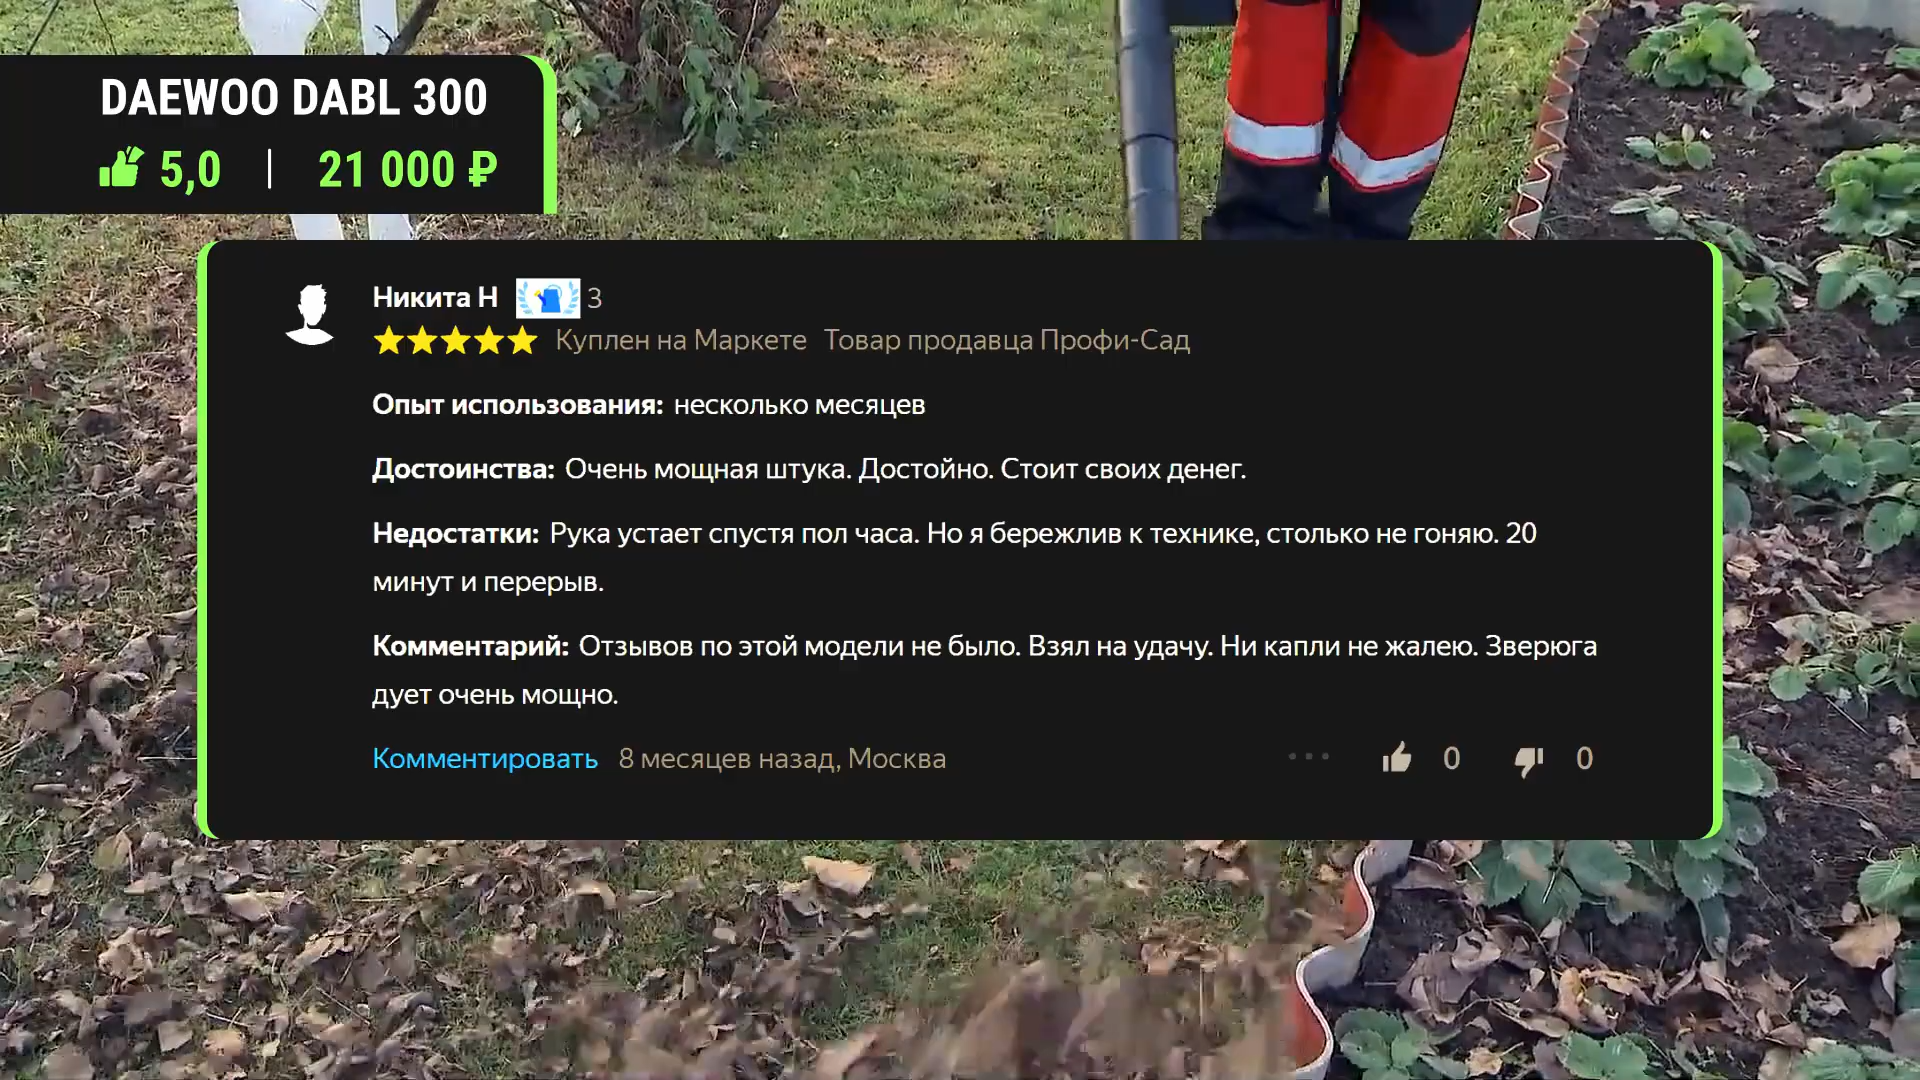 DAEWOO DABL 300
5,0 | 21 000 ₽
Никита Н 3
Куплен на Маркете Товар продавца Профи-Сад
Опыт использования: несколько месяцев
Достоинства: Очень мощная штука. Достойно. Стоит своих денег.
Недостатки: Рука устает спустя пол часа. Но я бережлив к технике, столько не гоняю. 20
минут и перерыв.
Комментарий: Отзывов по этой модели не было. Взял на удачу. Ни капли не жалею. Зверюга
дует очень мощно.
Комментировать 8 месяцев назад, Москва ... 0 0